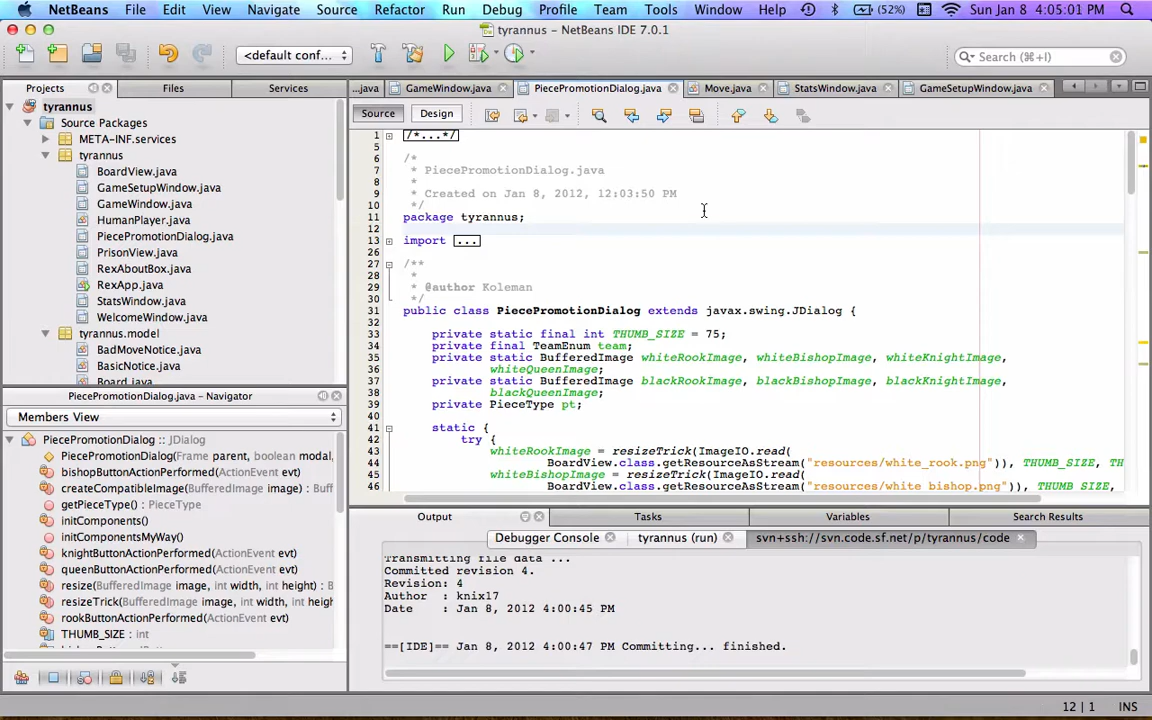 NetBeans File Edit View Navigate Source Refactor Run Debug Profile Team Tools Window Help (52%) Sun Jan 8 4:05:01 PM
tyrannus - NetBeans IDE 7.0.1
<default conf... Search (⌘+I)
Projects Files Services
...java GameWindow.java PiecePromotionDialog.java Move.java StatsWindow.java GameSetupWindow.java
Source Design
tyrannus
Source Packages
META-INF.services
tyrannus
BoardView.java
GameSetupWindow.java
GameWindow.java
HumanPlayer.java
PiecePromotionDialog.java
PrisonView.java
RexAboutBox.java
RexApp.java
StatsWindow.java
WelcomeWindow.java
tyrannus.model
BadMoveNotice.java
BasicNotice.java
Board.java
1 /*...*/
5
6 /*
7 * PiecePromotionDialog.java
8 *
9 * Created on Jan 8, 2012, 12:03:50 PM
10 */
11 package tyrannus;
12
13 import ...
26
27 /**
28 *
29 * @author Koleman
30 */
31 public class PiecePromotionDialog extends javax.swing.JDialog {
32
33 private static final int THUMB_SIZE = 75;
34 private final TeamEnum team;
35 private static BufferedImage whiteRookImage, whiteBishopImage, whiteKnightImage,
36 whiteQueenImage;
37 private static BufferedImage blackRookImage, blackBishopImage, blackKnightImage,
38 blackQueenImage;
39 private PieceType pt;
40
41 static {
42 try {
43 whiteRookImage = resizeTrick(ImageIO.read(
44 BoardView.class.getResourceAsStream("resources/white_rook.png")), THUMB_SIZE, TH
45 whiteBishopImage = resizeTrick(ImageIO.read(
46 BoardView.class.getResourceAsStream("resources/white_bishop.png")), THUMB_SIZE,
PiecePromotionDialog.java - Navigator
Members View
PiecePromotionDialog :: JDialog
PiecePromotionDialog(Frame parent, boolean modal,
bishopButtonActionPerformed(ActionEvent evt)
createCompatibleImage(BufferedImage image) : Buff
getPieceType() : PieceType
initComponents()
initComponentsMyWay()
knightButtonActionPerformed(ActionEvent evt)
queenButtonActionPerformed(ActionEvent evt)
resize(BufferedImage image, int width, int height) : B
resizeTrick(BufferedImage image, int width, int heigh
rookButtonActionPerformed(ActionEvent evt)
THUMB_SIZE : int
Output Tasks Variables Search Results
Debugger Console tyrannus (run) svn+ssh://svn.code.sf.net/p/tyrannus/code
Transmitting file data ...
Committed revision 4.
Revision: 4
Author : knix17
Date : Jan 8, 2012 4:00:45 PM
==[IDE]== Jan 8, 2012 4:00:47 PM Committing... finished.
12 | 1 INS